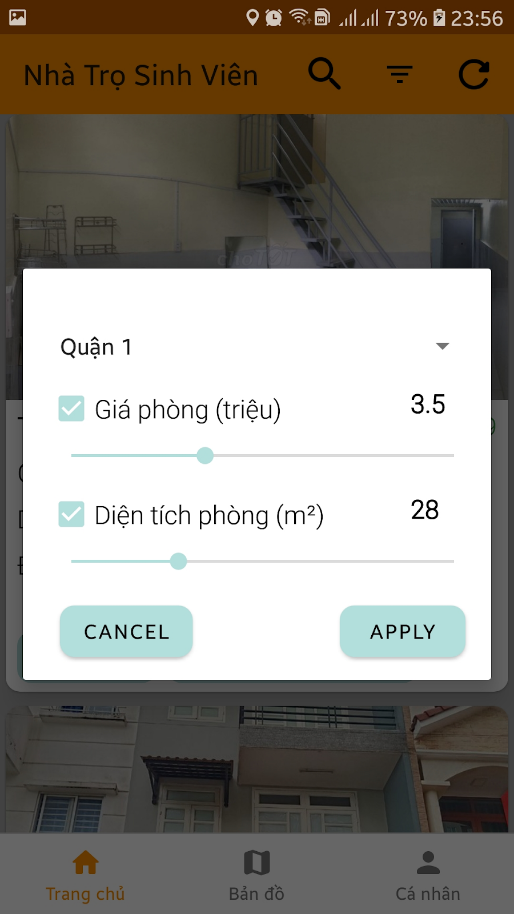 73% 23:56
Nhà Trọ Sinh Viên
Quận 1
Giá phòng (triệu) 3.5
Diện tích phòng (m²) 28
CANCEL APPLY
Trang chủ Bản đồ Cá nhân